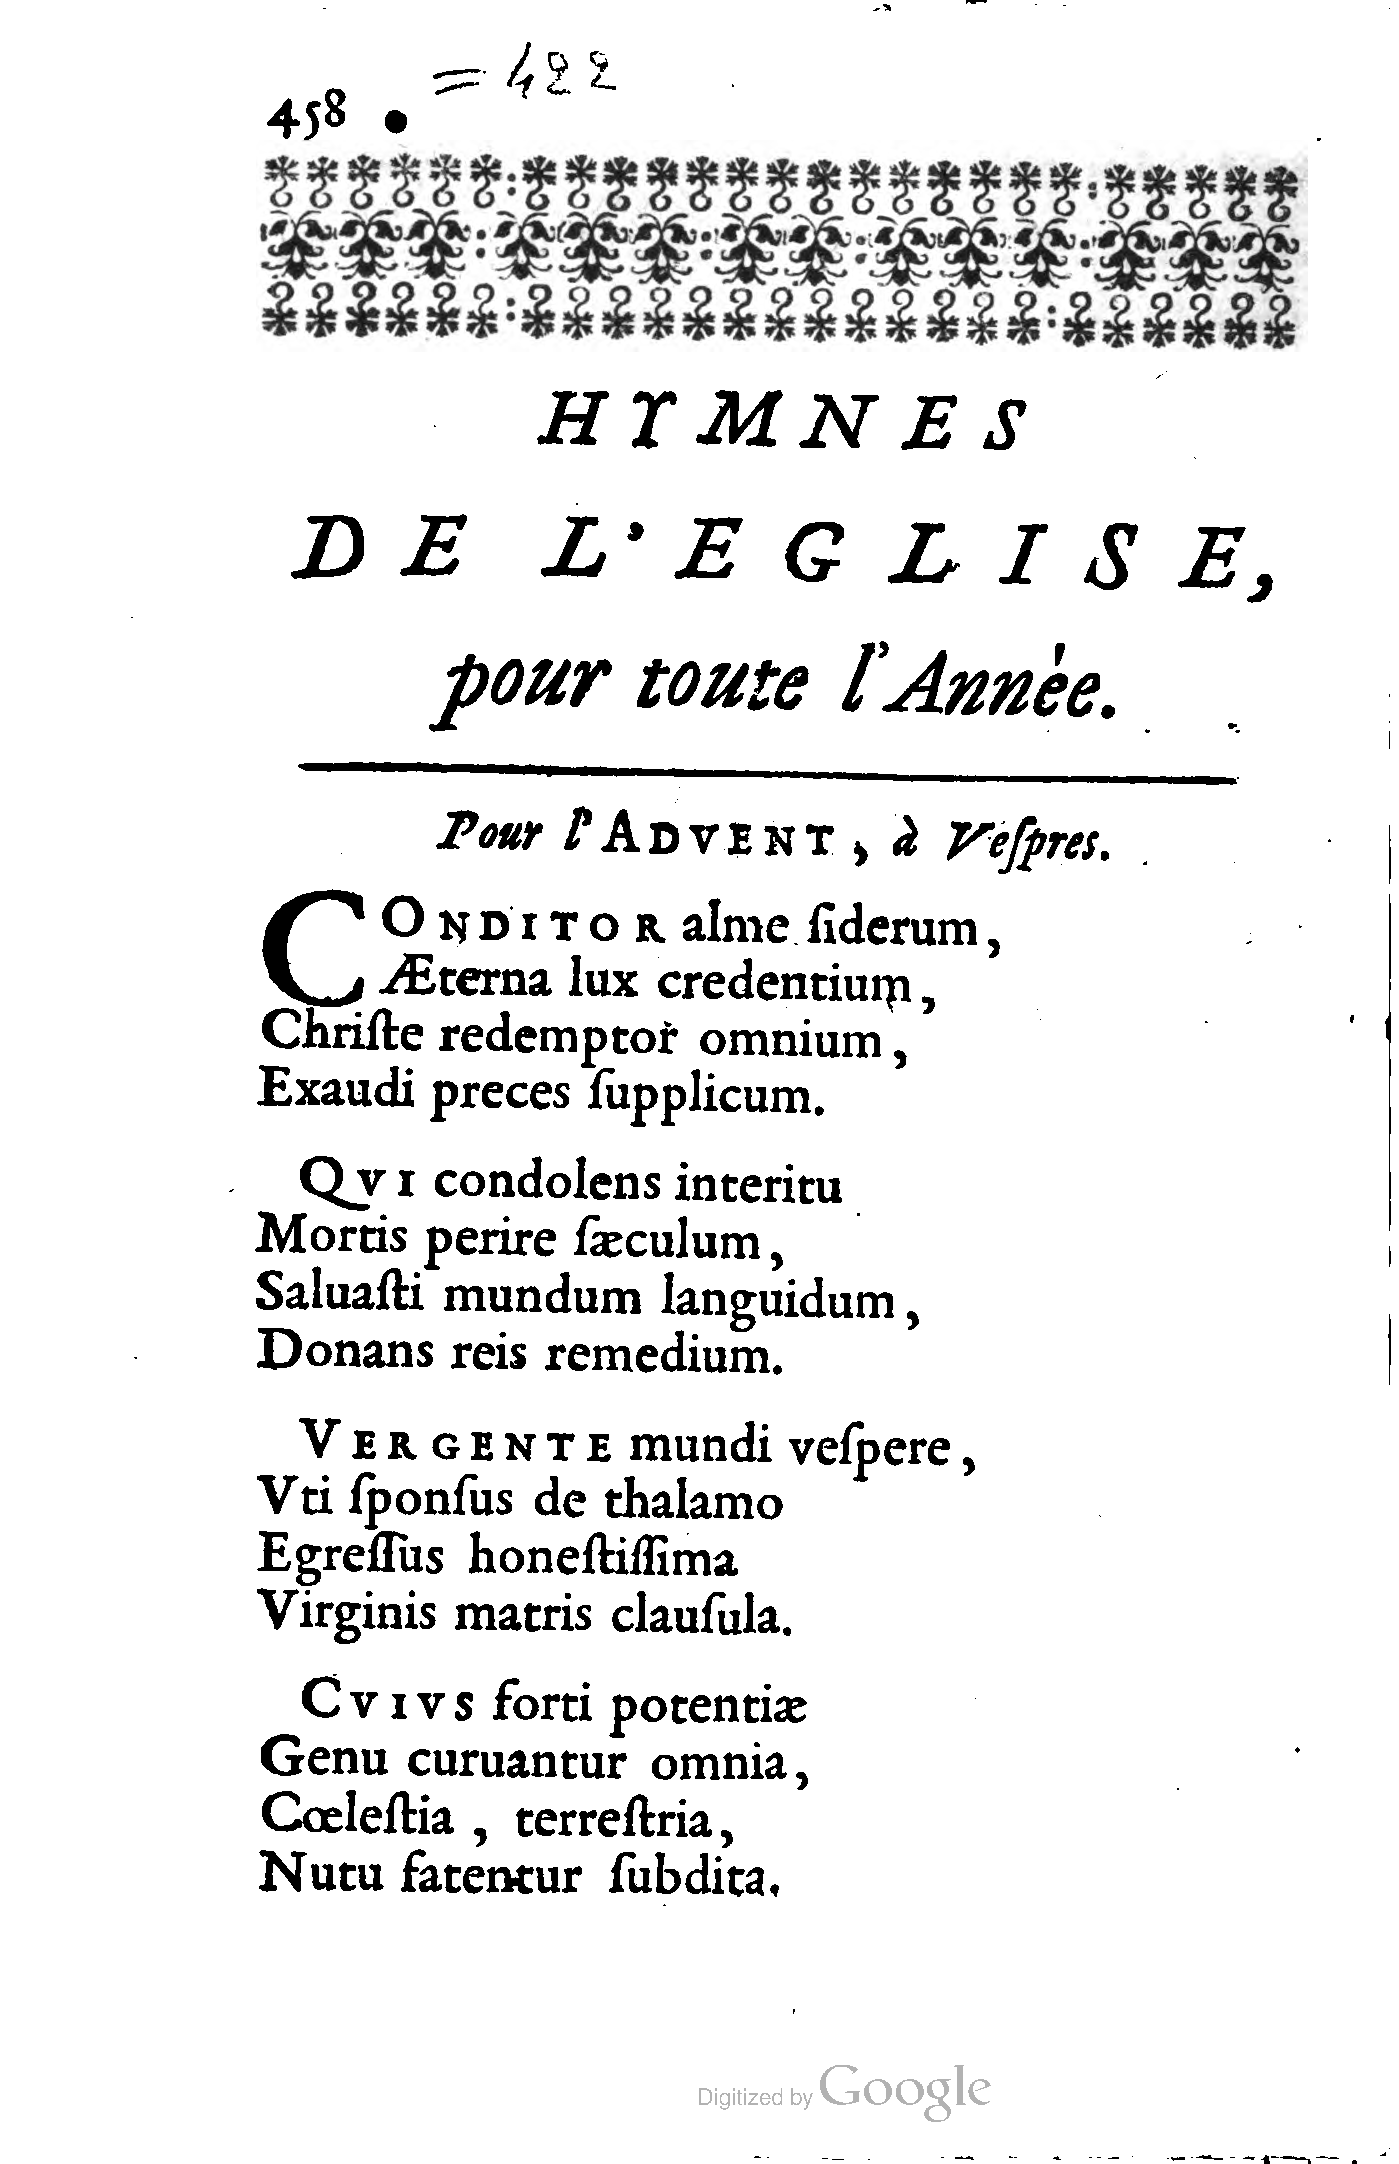 458 = 422
HYMNES
DE L'EGLISE,
pour toute l'Annèe.
Pour l'ADVENT, à Veſpres.
CONDITOR alme ſiderum,
Æterna lux credentium,
Chriſte redemptor omnium,
Exaudi preces ſupplicum.
QVI condolens interitu
Mortis perire ſæculum,
Saluaſti mundum languidum,
Donans reis remedium.
VERGENTE mundi veſpere,
Vti ſponſus de thalamo
Egreſſus honeſtiſſima
Virginis matris clauſula.
CVIVS forti potentiæ
Genu curuantur omnia,
Cœleſtia, terreſtria,
Nutu fatentur ſubdita.
Digitized by Google